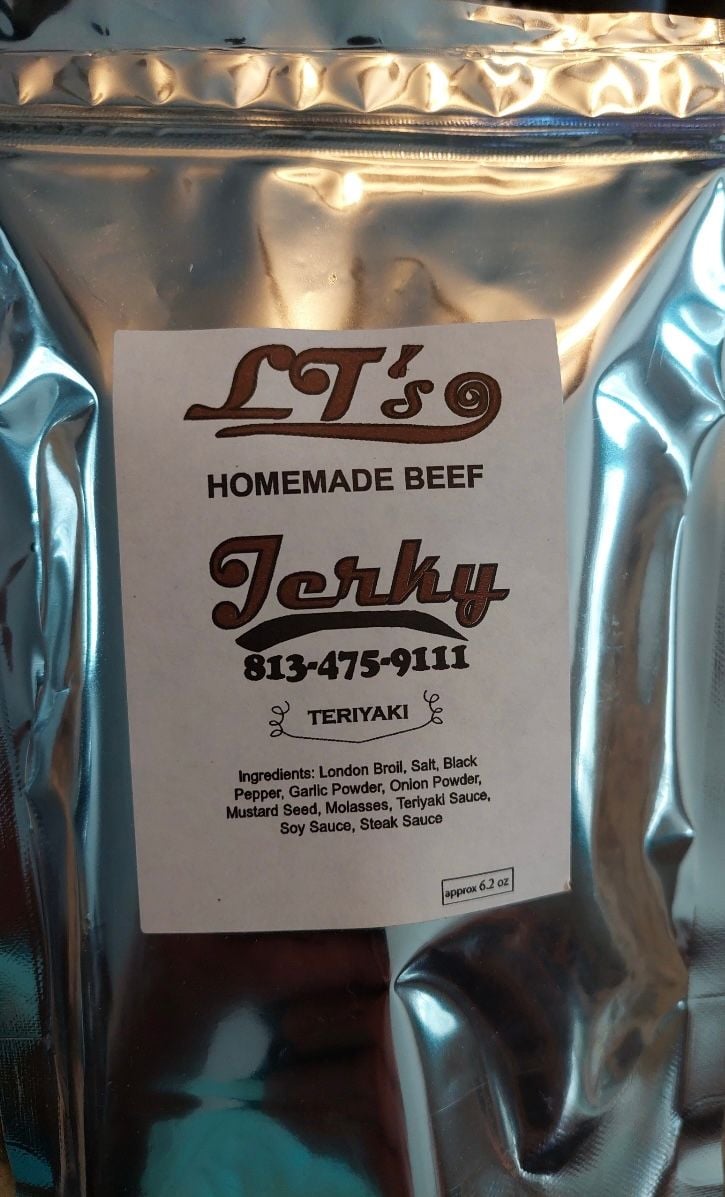 LT's
HOMEMADE BEEF
Jerky
813-475-9111
TERIYAKI
Ingredients: London Broil, Salt, Black
Pepper, Garlic Powder, Onion Powder,
Mustard Seed, Molasses, Teriyaki Sauce,
Soy Sauce, Steak Sauce
approx 6.2 oz